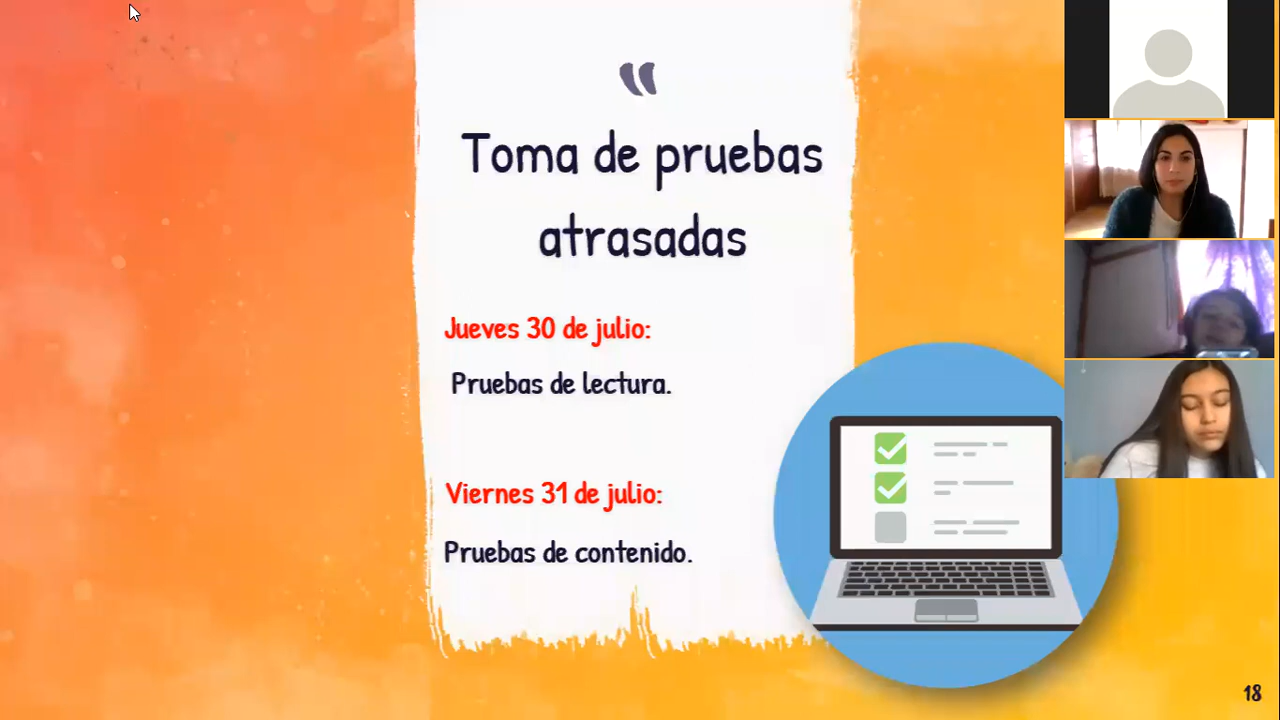 “
Toma de pruebas
atrasadas
Jueves 30 de julio:
Pruebas de lectura.
Viernes 31 de julio:
Pruebas de contenido.
18